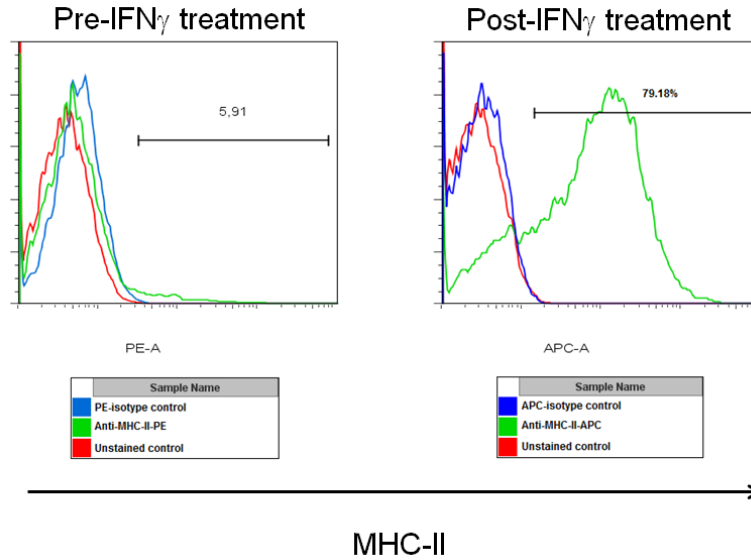 Pre-IFNγ treatment
Post-IFNγ treatment
5,91
79.18%
PE-A
APC-A
Sample Name
PE-isotype control
Anti-MHC-II-PE
Unstained control
Sample Name
APC-isotype control
Anti-MHC-II-APC
Unstained control
MHC-II